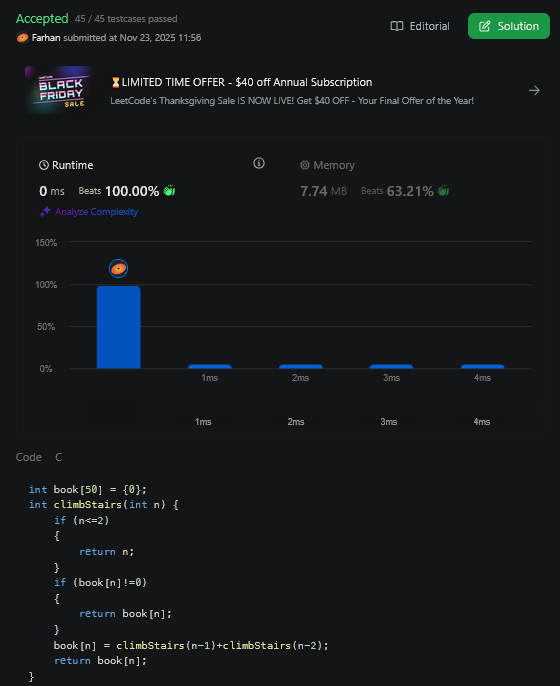 Accepted 45 / 45 testcases passed
Farhan submitted at Nov 23, 2025 11:56
Editorial
Solution
BLACK
FRIDAY
SALE
⏳LIMITED TIME OFFER - $40 off Annual Subscription
LeetCode's Thanksgiving Sale IS NOW LIVE! Get $40 OFF - Your Final Offer of the Year!
Runtime
0 ms Beats 100.00%
Analyze Complexity
Memory
7.74 MB Beats 63.21%
150%
100%
50%
0%
1ms 2ms 3ms 4ms
1ms 2ms 3ms 4ms
Code C
int book[50] = {0};
int climbStairs(int n) {
    if (n<=2)
    {
        return n;
    }
    if (book[n]!=0)
    {
        return book[n];
    }
    book[n] = climbStairs(n-1)+climbStairs(n-2);
    return book[n];
}